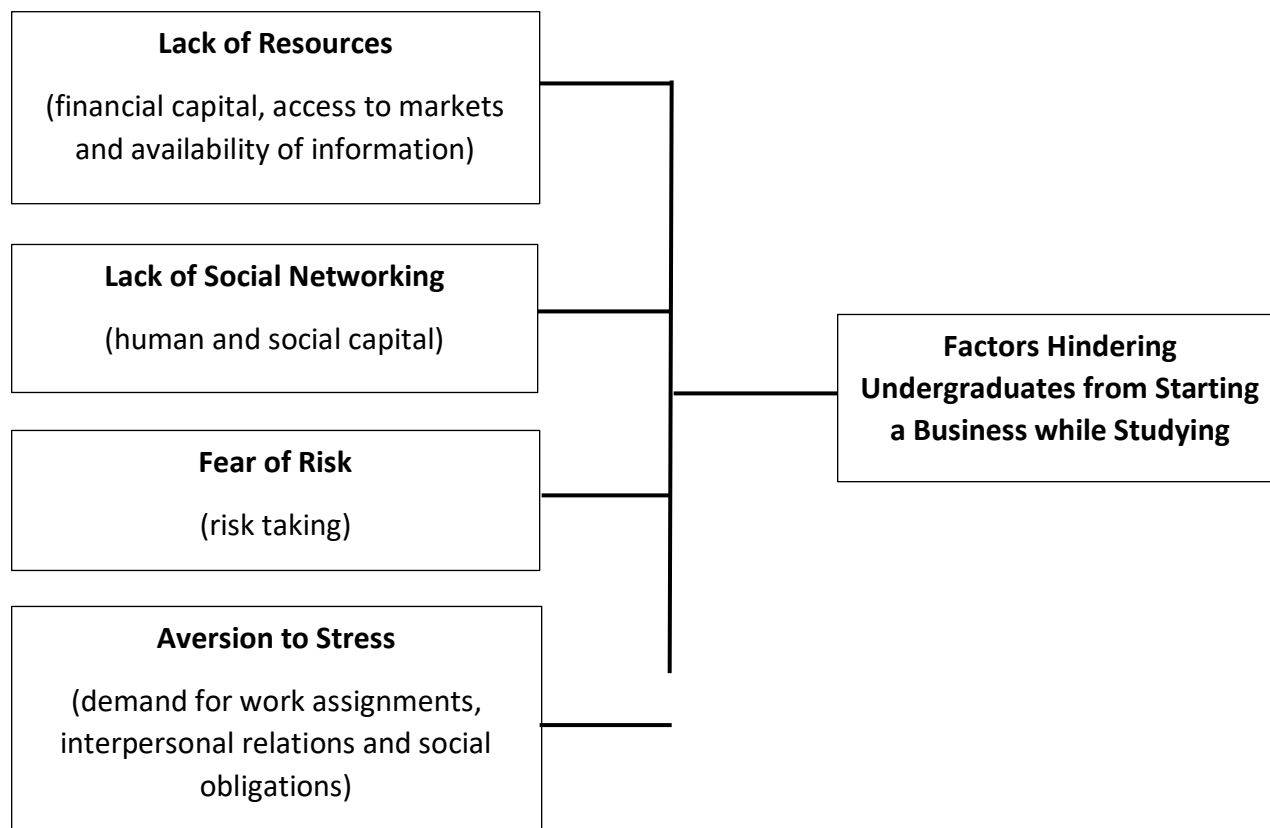 Lack of Resources
(financial capital, access to markets
and availability of information)
Lack of Social Networking
(human and social capital)
Fear of Risk
(risk taking)
Aversion to Stress
(demand for work assignments,
interpersonal relations and social
obligations)
Factors Hindering
Undergraduates from Starting
a Business while Studying